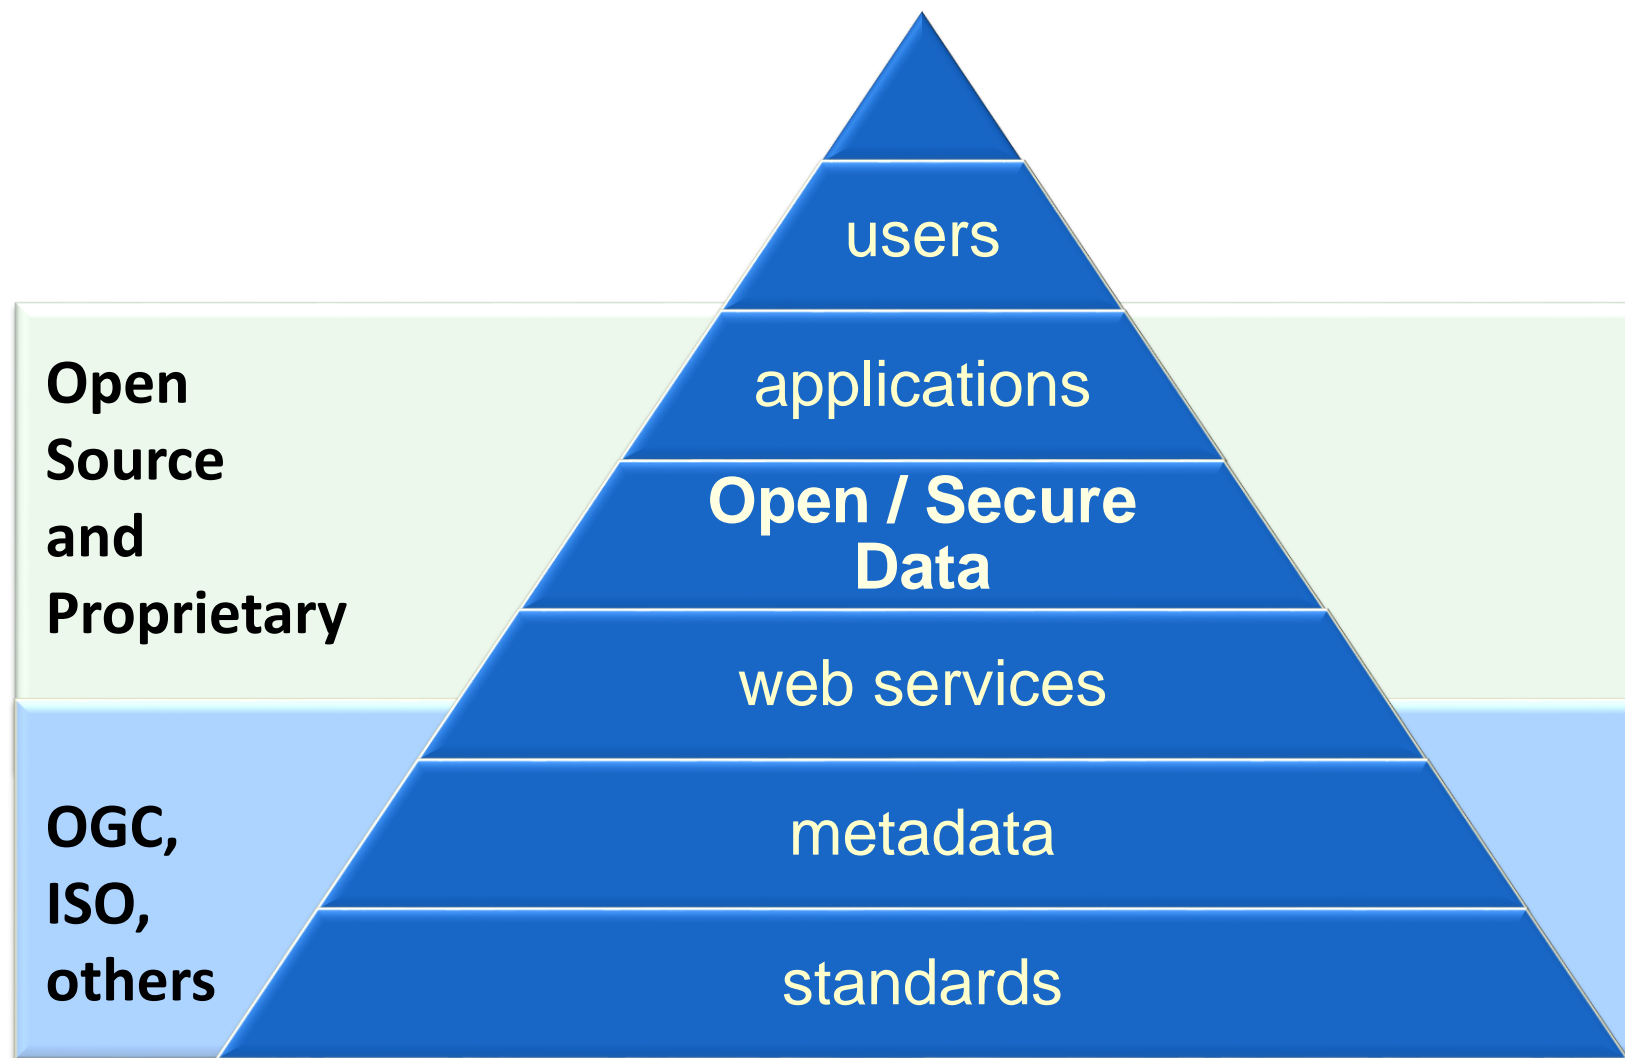 users
applications
Open / Secure
Data
web services
metadata
standards
Open
Source
and
Proprietary
OGC,
ISO,
others